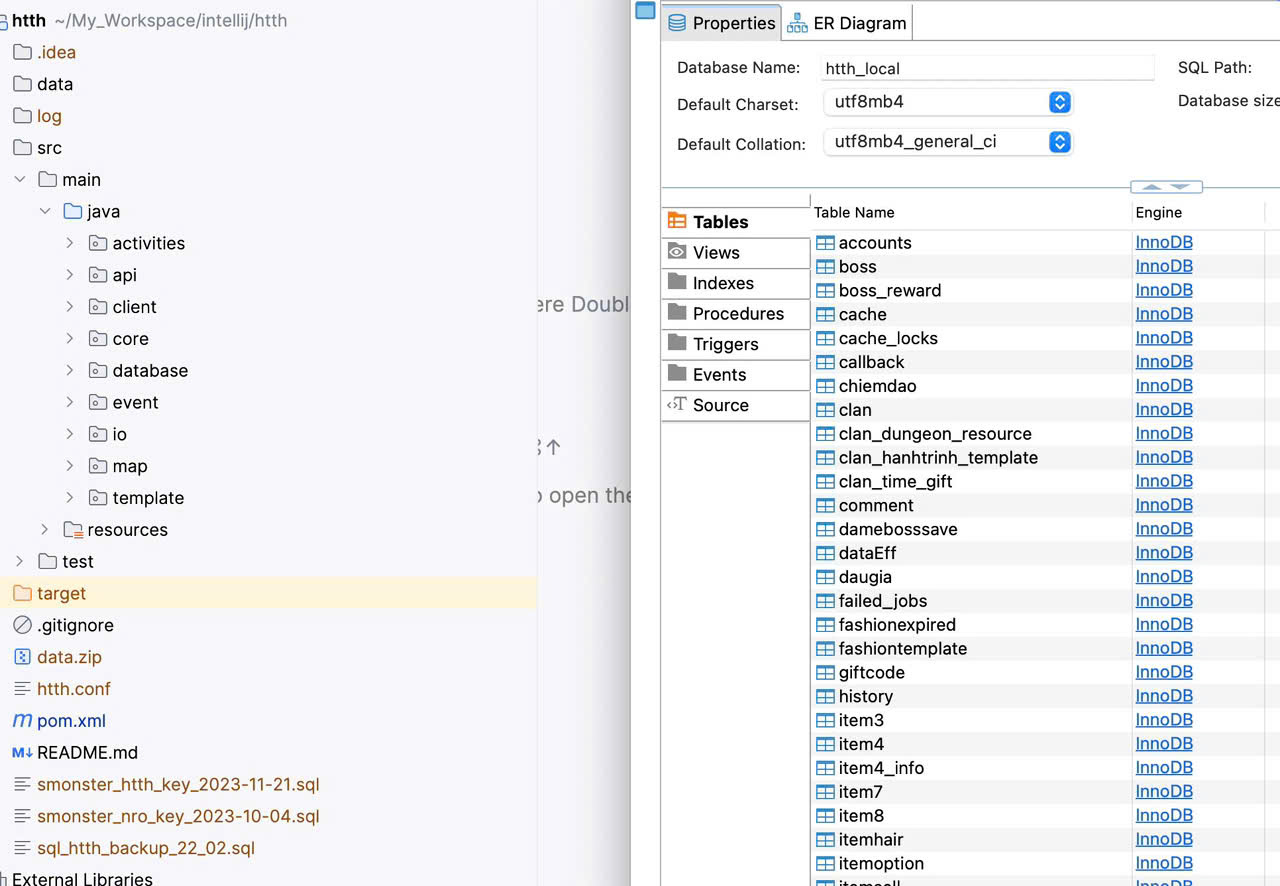 htth ~/My_Workspace/intellij/htth
.idea
data
log
src
main
java
activities
api
client
core
database
event
io
map
template
resources
test
target
.gitignore
data.zip
htth.conf
pom.xml
README.md
smonster_htth_key_2023-11-21.sql
smonster_nro_key_2023-10-04.sql
sql_htth_backup_22_02.sql
External Libraries
ere Doubl
↑
open the
Properties
ER Diagram
Database Name: htth_local
SQL Path:
Default Charset: utf8mb4
Database size
Default Collation: utf8mb4_general_ci
Tables
Views
Indexes
Procedures
Triggers
Events
Source
Table Name Engine
accounts InnoDB
boss InnoDB
boss_reward InnoDB
cache InnoDB
cache_locks InnoDB
callback InnoDB
chiemdao InnoDB
clan InnoDB
clan_dungeon_resource InnoDB
clan_hanhtrinh_template InnoDB
clan_time_gift InnoDB
comment InnoDB
damebosssave InnoDB
dataEff InnoDB
daugia InnoDB
failed_jobs InnoDB
fashionexpired InnoDB
fashiontemplate InnoDB
giftcode InnoDB
history InnoDB
item3 InnoDB
item4 InnoDB
item4_info InnoDB
item7 InnoDB
item8 InnoDB
itemhair InnoDB
itemoption InnoDB
itemsell InnoDB